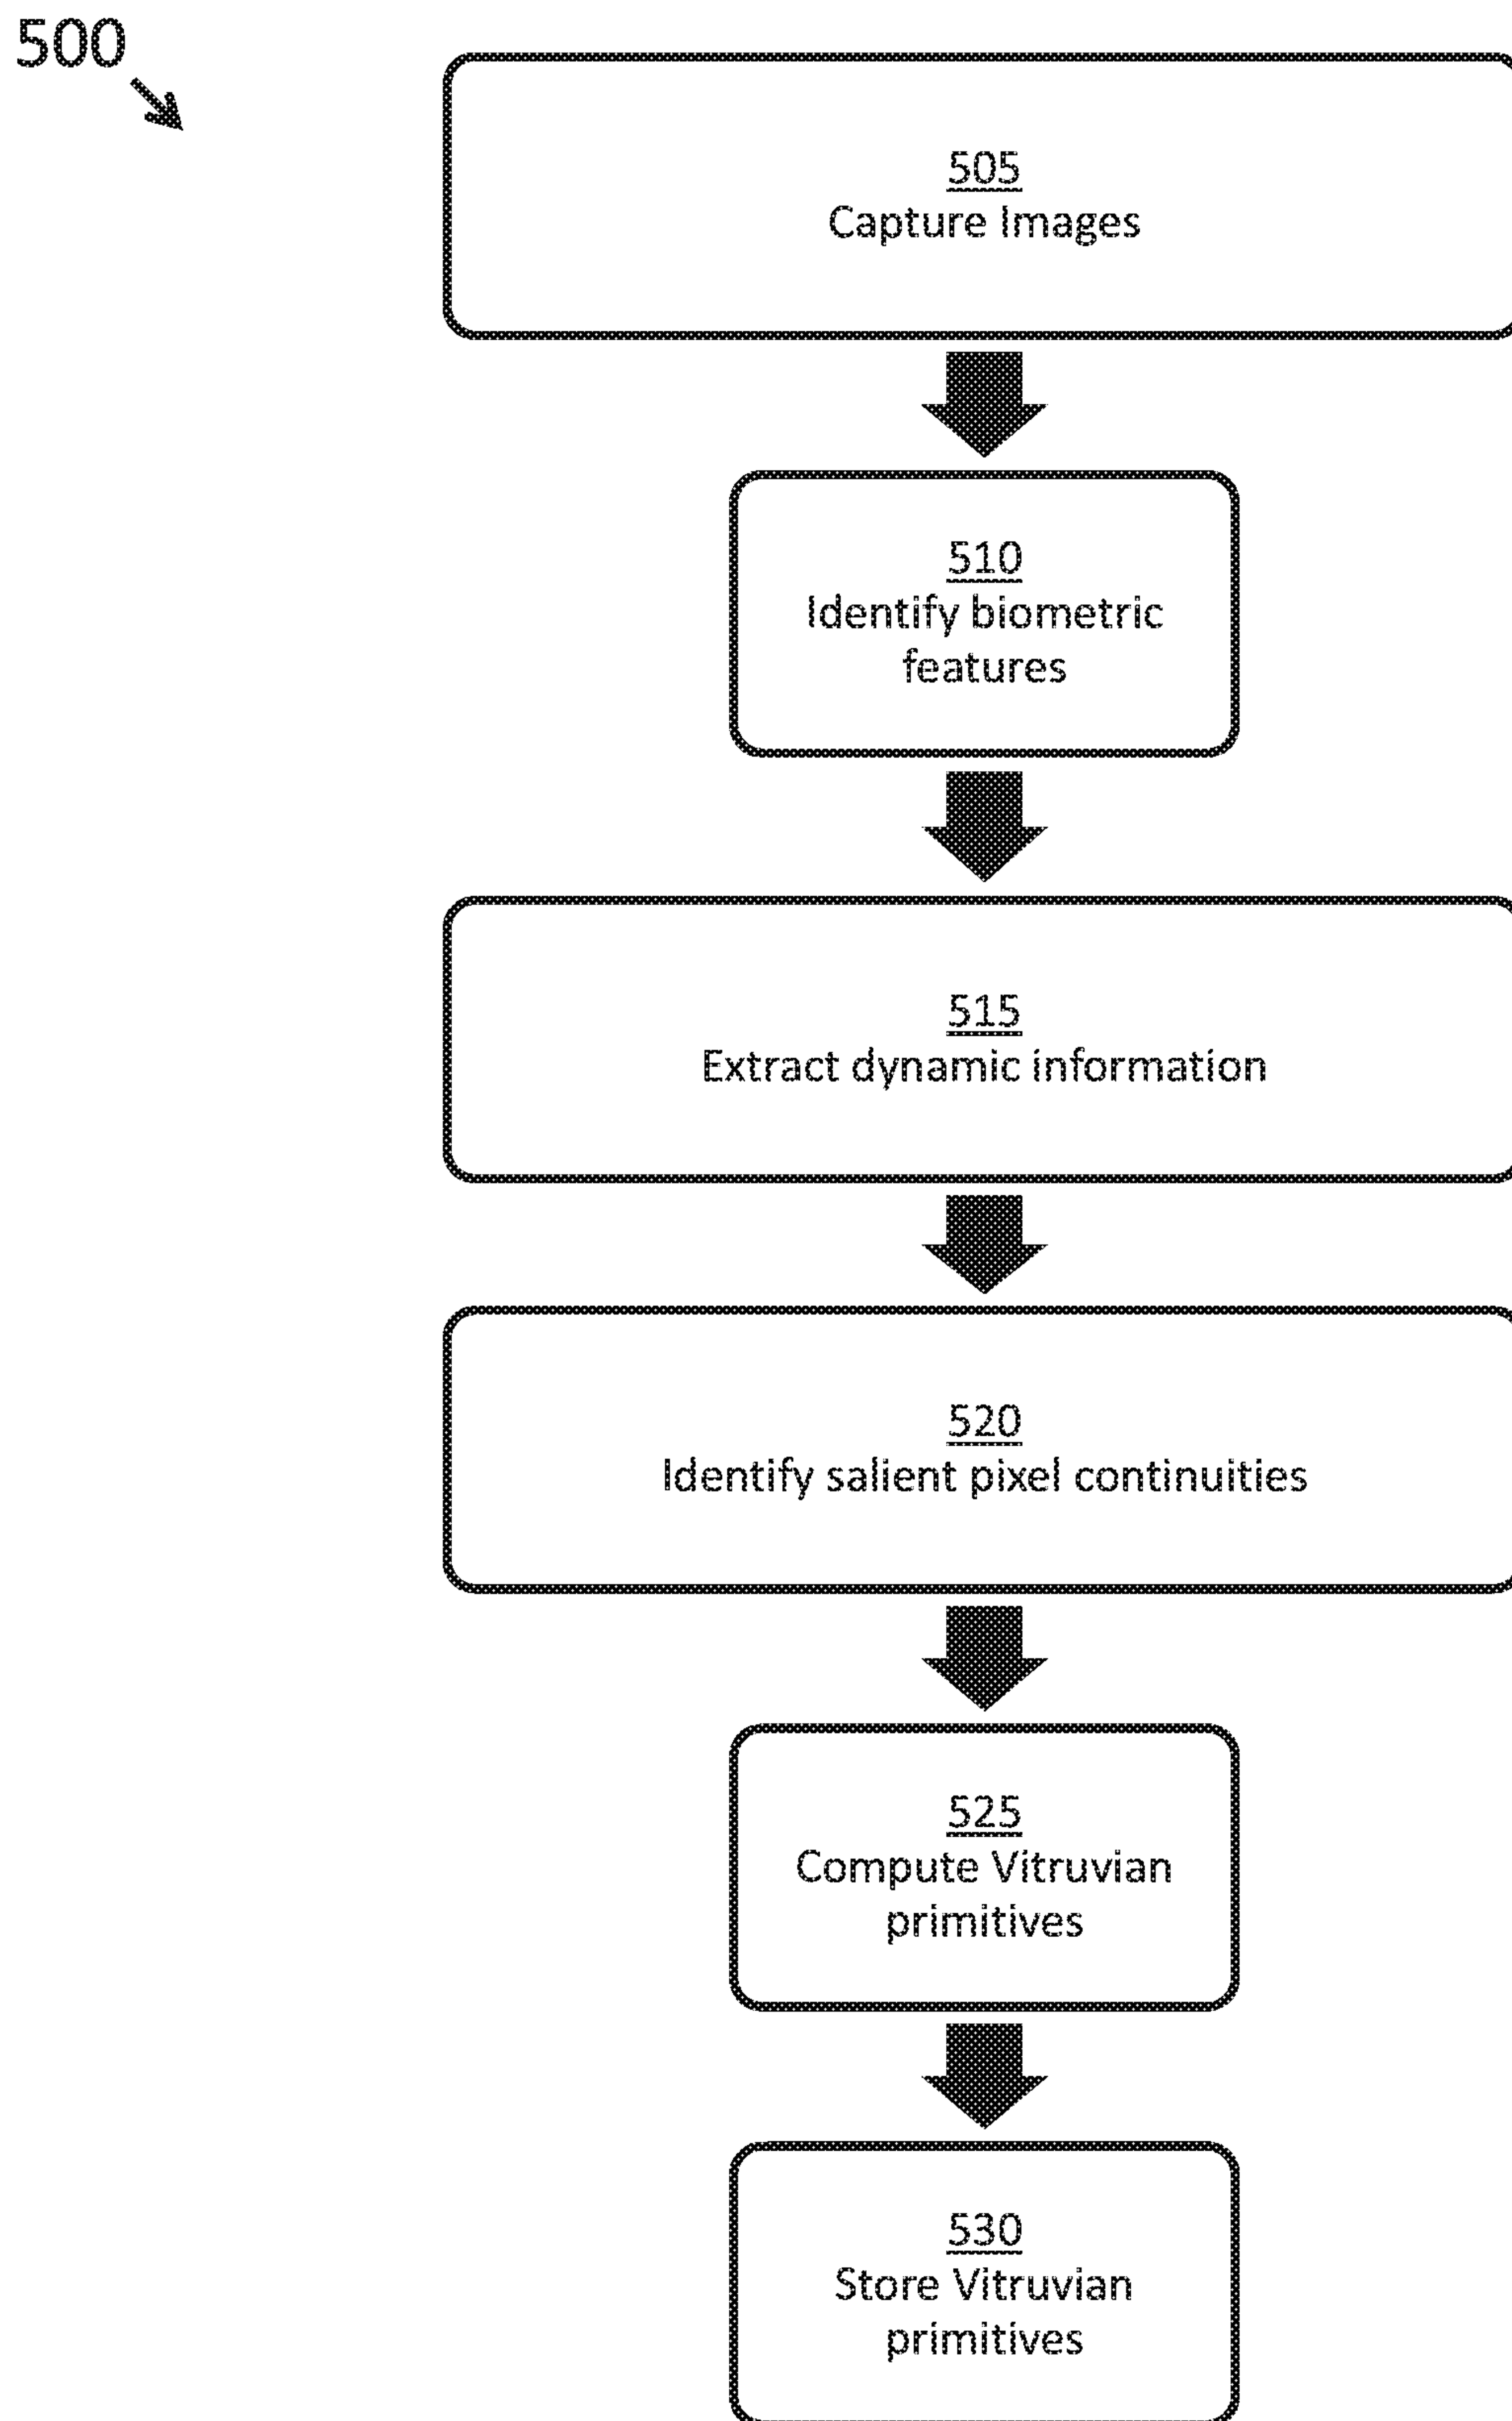 500
505
Capture Images
510
Identify biometric
features
515
Extract dynamic information
520
Identify salient pixel continuities
525
Compute Vitruvian
primitives
530
Store Vitruvian
primitives